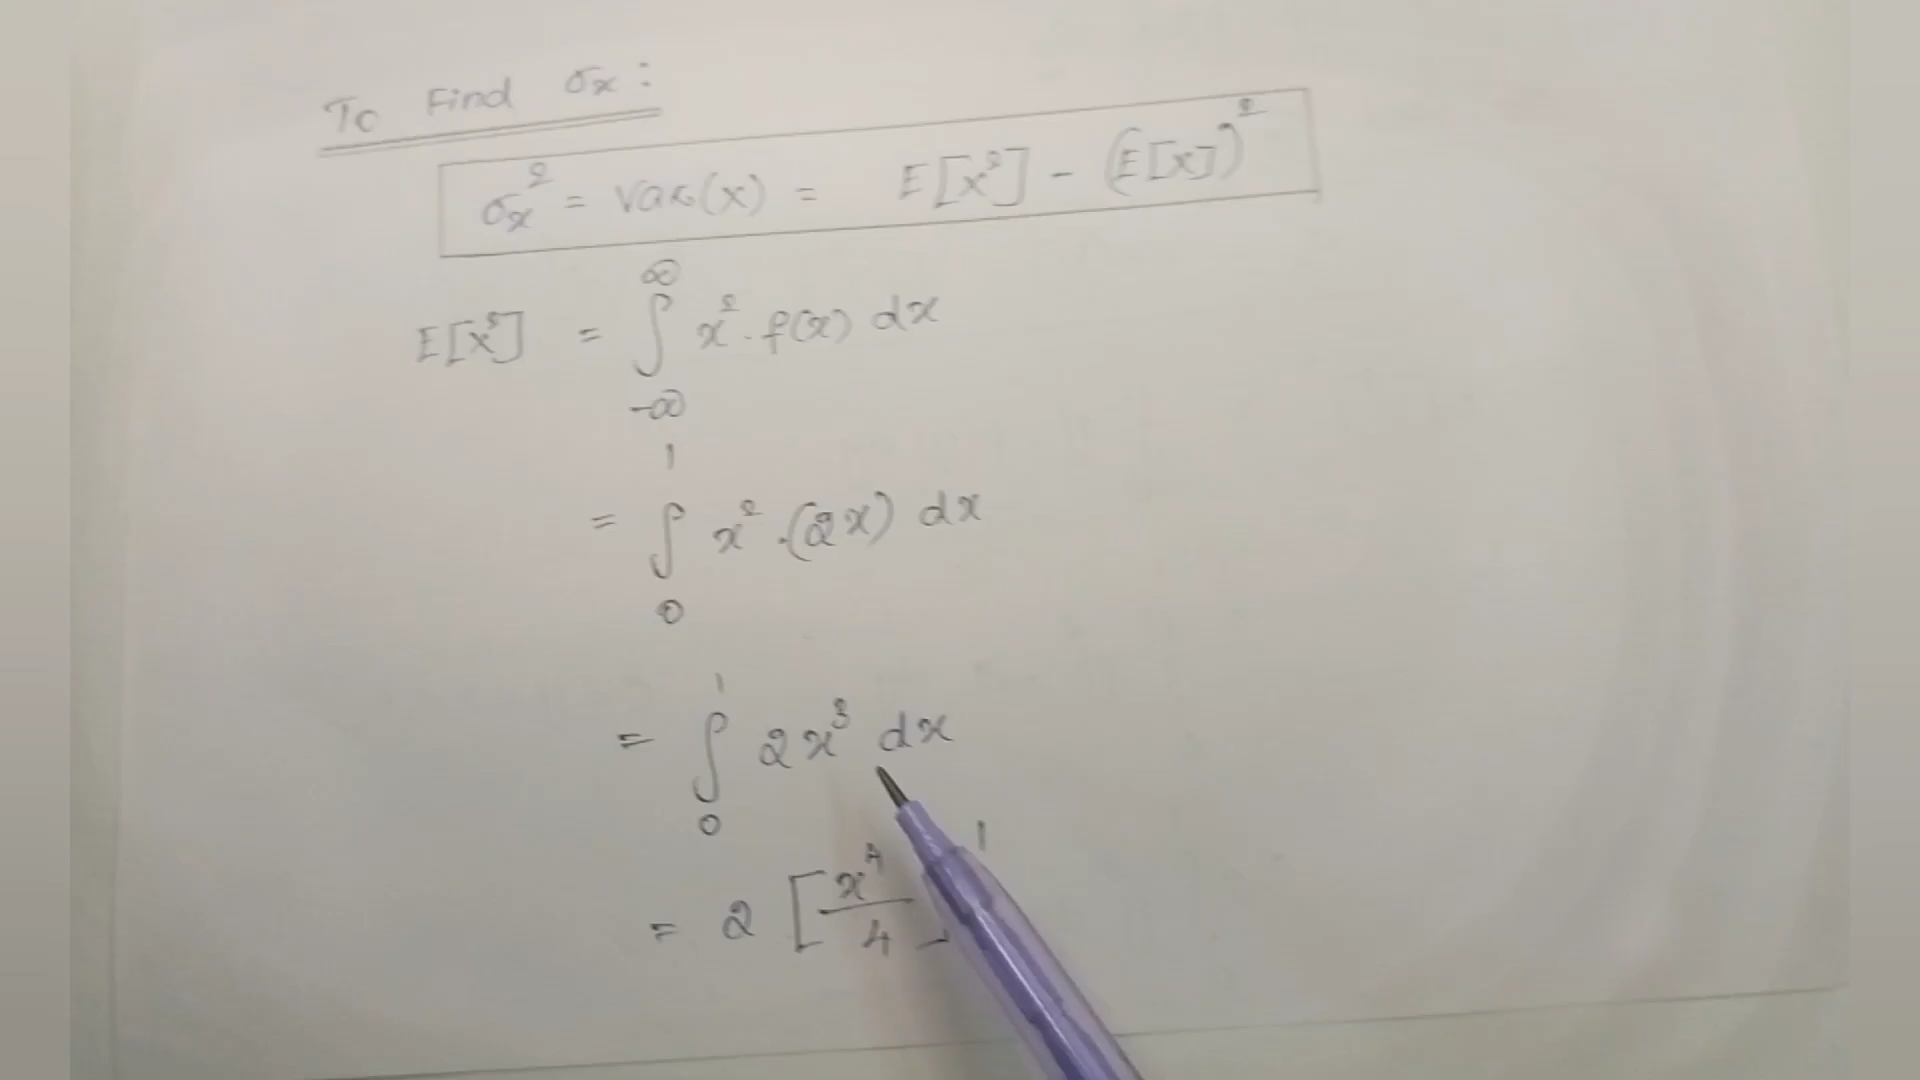 To Find σx :
σx² = Var(x) = E[x²] - (E[x])²
E[x²] = ∫_{-∞}^{∞} x² . f(x) dx
= ∫_{0}^{1} x² . (2x) dx
= ∫_{0}^{1} 2x³ dx
= 2 [x⁴/4]¹